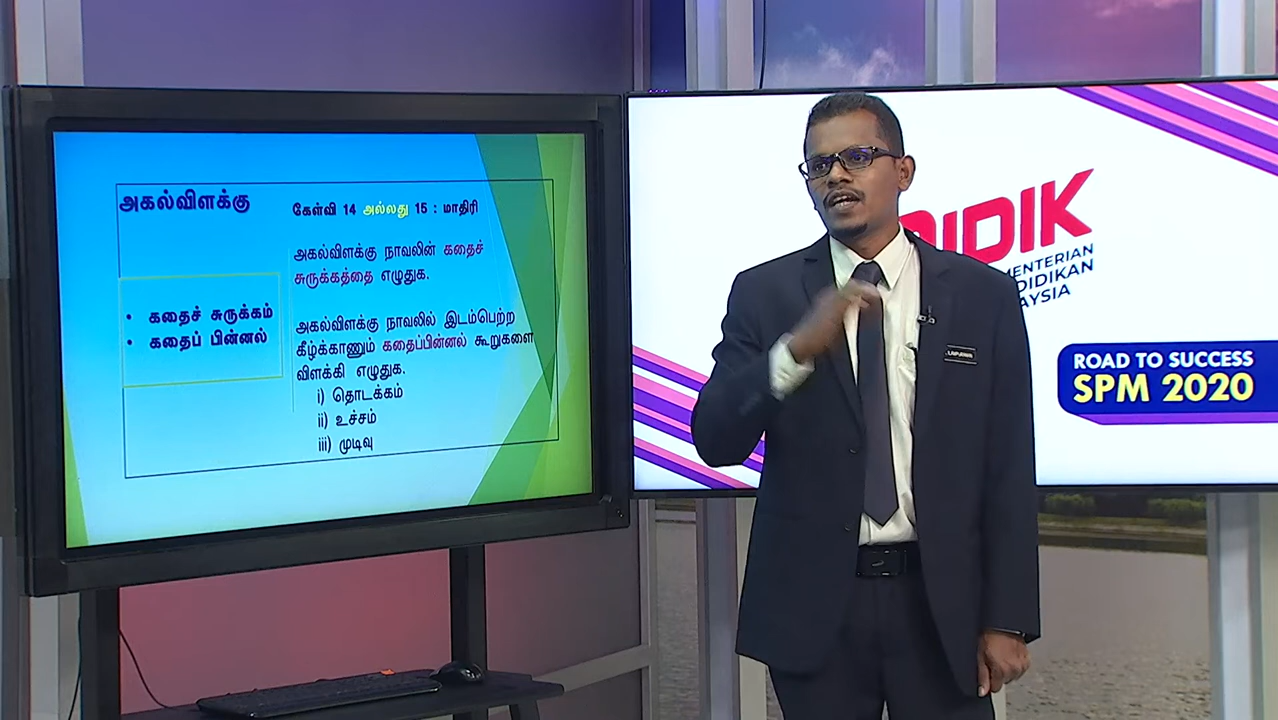 அகல்விளக்கு
கேள்வி 14 அல்லது 15 : மாதிரி
• கதைச் சுருக்கம்
• கதைப் பின்னல்
அகல்விளக்கு நாவலின் கதைச்
சுருக்கத்தை எழுதுக.
அகல்விளக்கு நாவலில் இடம்பெற்ற
கீழ்க்காணும் கதைப்பின்னல் கூறுகளை
விளக்கி எழுதுக.
i) தொடக்கம்
ii) உச்சம்
iii) முடிவு
DIDIK
MENTERIAN
DIDIKAN
AYSIA
ROAD TO SUCCESS
SPM 2020